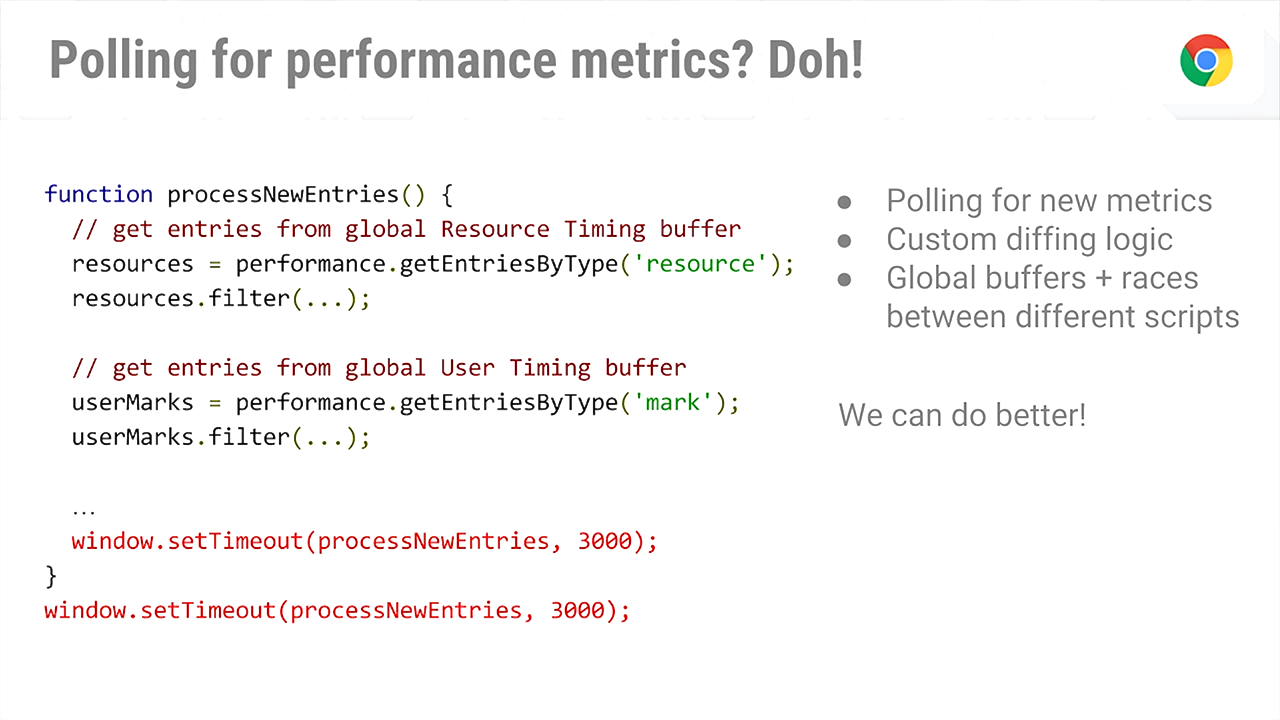 Polling for performance metrics? Doh!
function processNewEntries() {
  // get entries from global Resource Timing buffer
  resources = performance.getEntriesByType('resource');
  resources.filter(...);

  // get entries from global User Timing buffer
  userMarks = performance.getEntriesByType('mark');
  userMarks.filter(...);

  ...
  window.setTimeout(processNewEntries, 3000);
}
window.setTimeout(processNewEntries, 3000);
● Polling for new metrics
● Custom diffing logic
● Global buffers + races
between different scripts
We can do better!